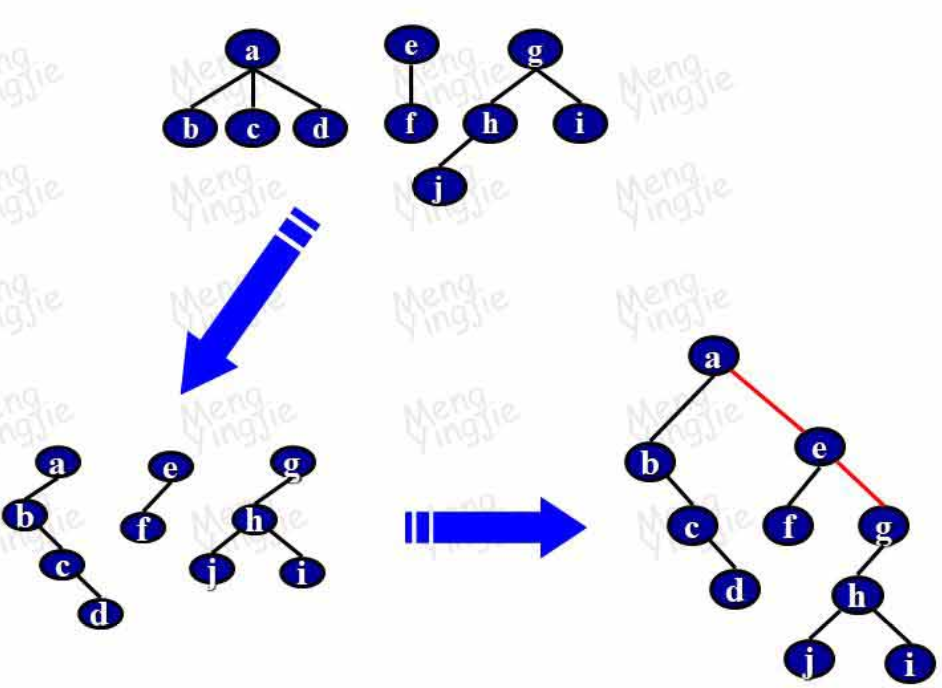 a e g
b c d f h i
j
a
a e g b e
b f h c f g
c j i d h
d j i
Meng YingJie